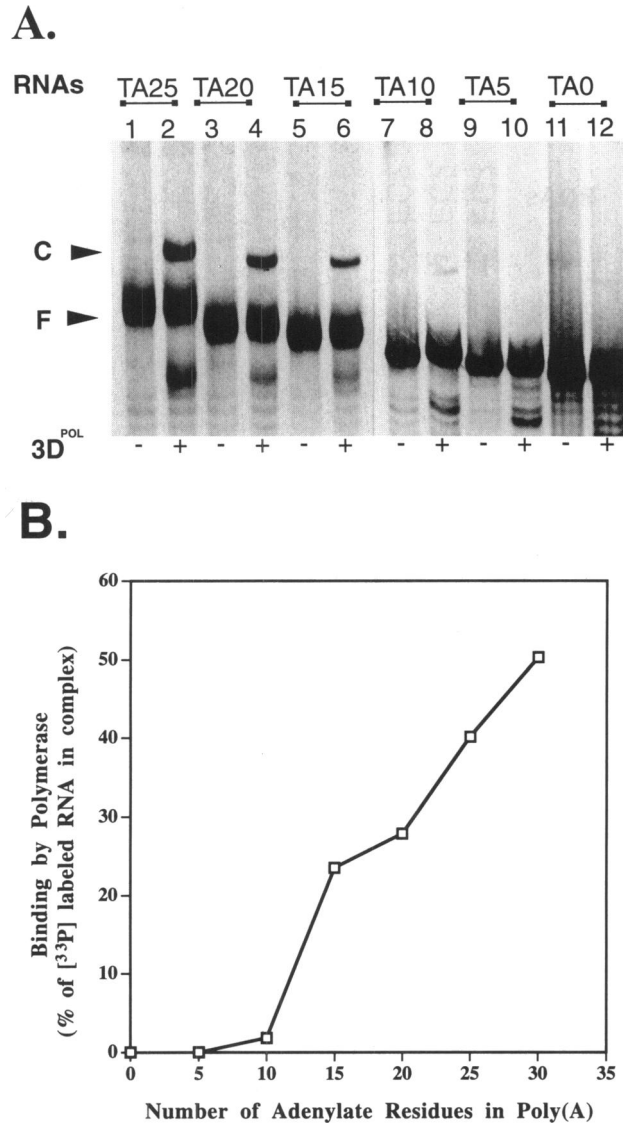 A.
RNAs TA25 TA20 TA15 TA10 TA5 TA0
1 2 3 4 5 6 7 8 9 10 11 12
C
F
3D^POL - + - + - + - + - + - +
B.
60
50
40
30
20
10
0
Binding by Polymerase
(% of [³³P] labeled RNA in complex)
0 5 10 15 20 25 30 35
Number of Adenylate Residues in Poly(A)